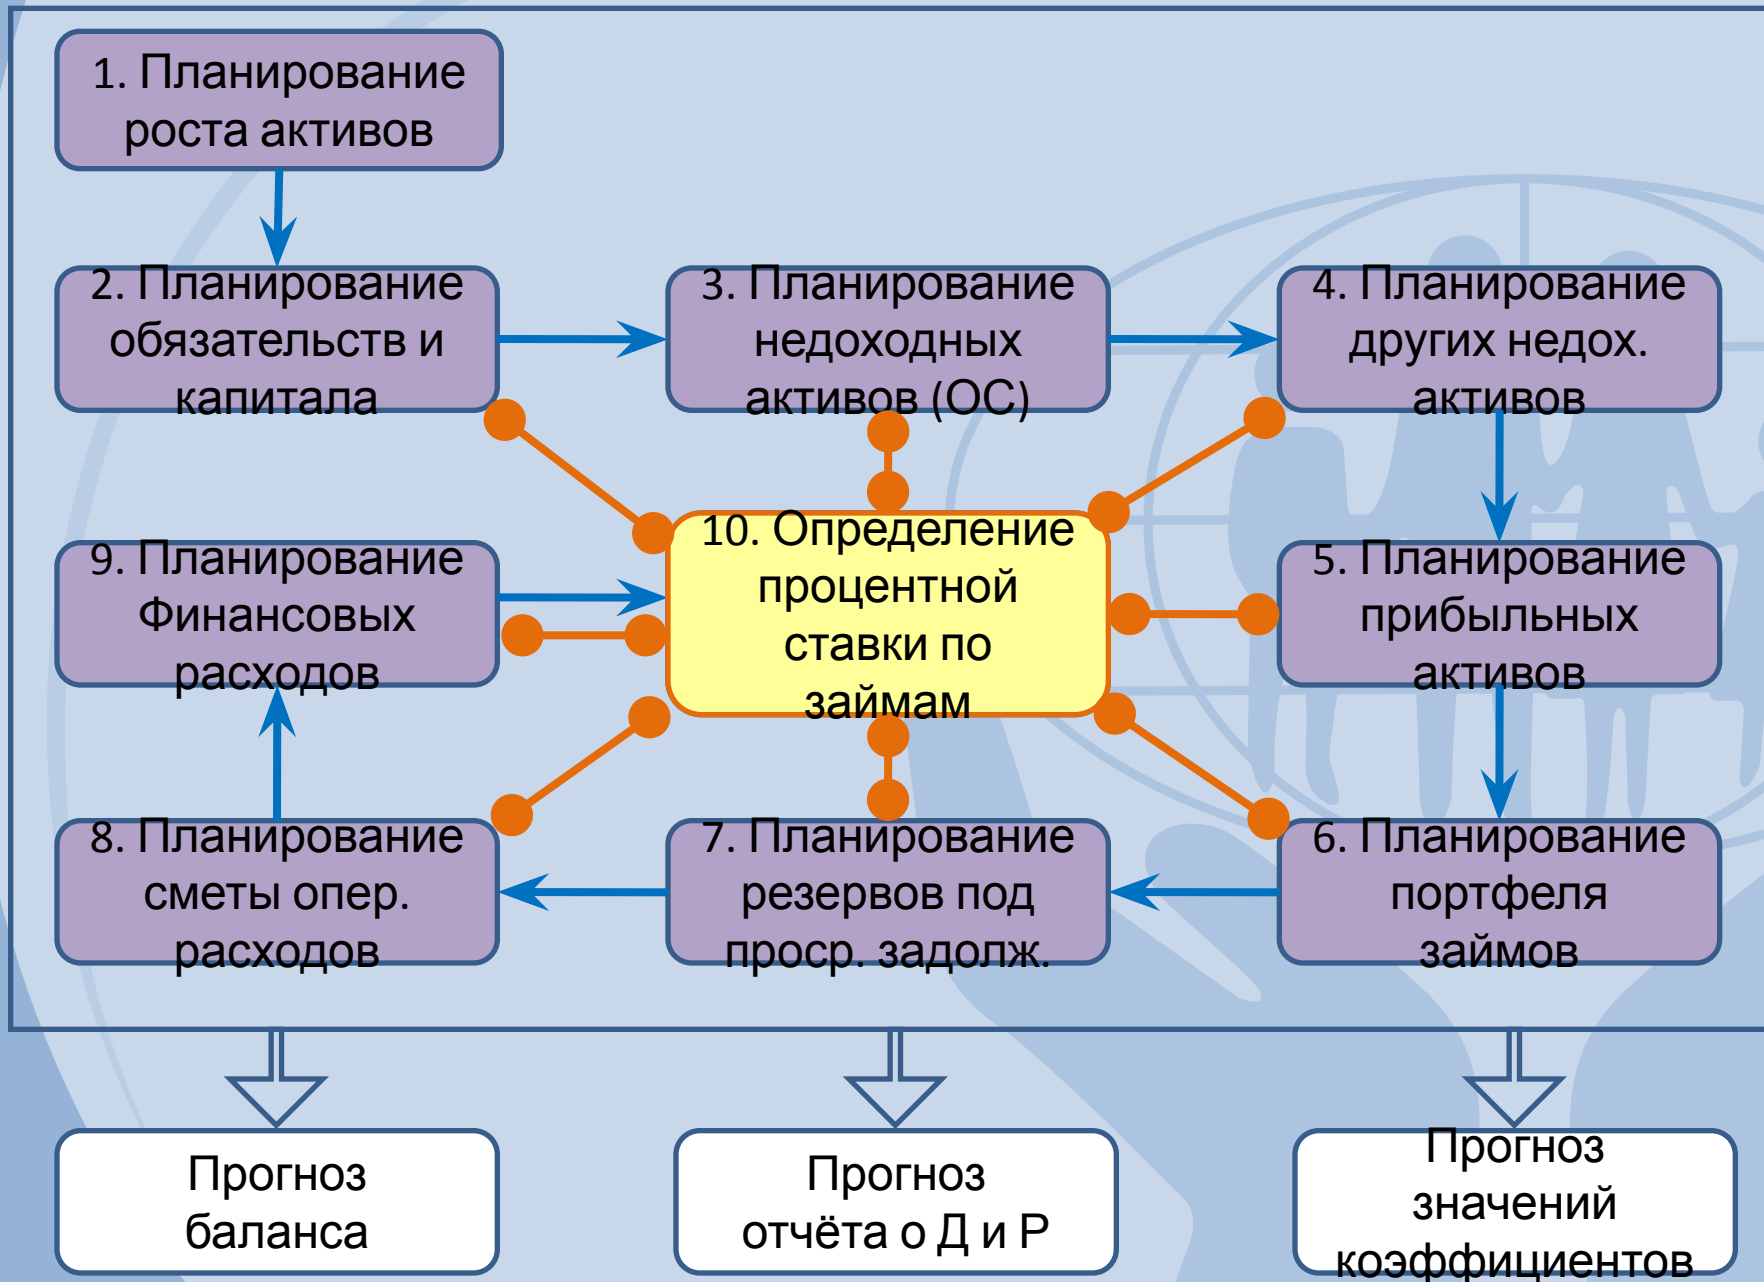 1. Планирование
роста активов
2. Планирование
обязательств и
капитала
3. Планирование
недоходных
активов (ОС)
4. Планирование
других недох.
активов
9. Планирование
Финансовых
расходов
10. Определение
процентной
ставки по
займам
5. Планирование
прибыльных
активов
8. Планирование
сметы опер.
расходов
7. Планирование
резервов под
проср. задолж.
6. Планирование
портфеля
займов
Прогноз
баланса
Прогноз
отчёта о Д и Р
Прогноз
значений
коэффициентов